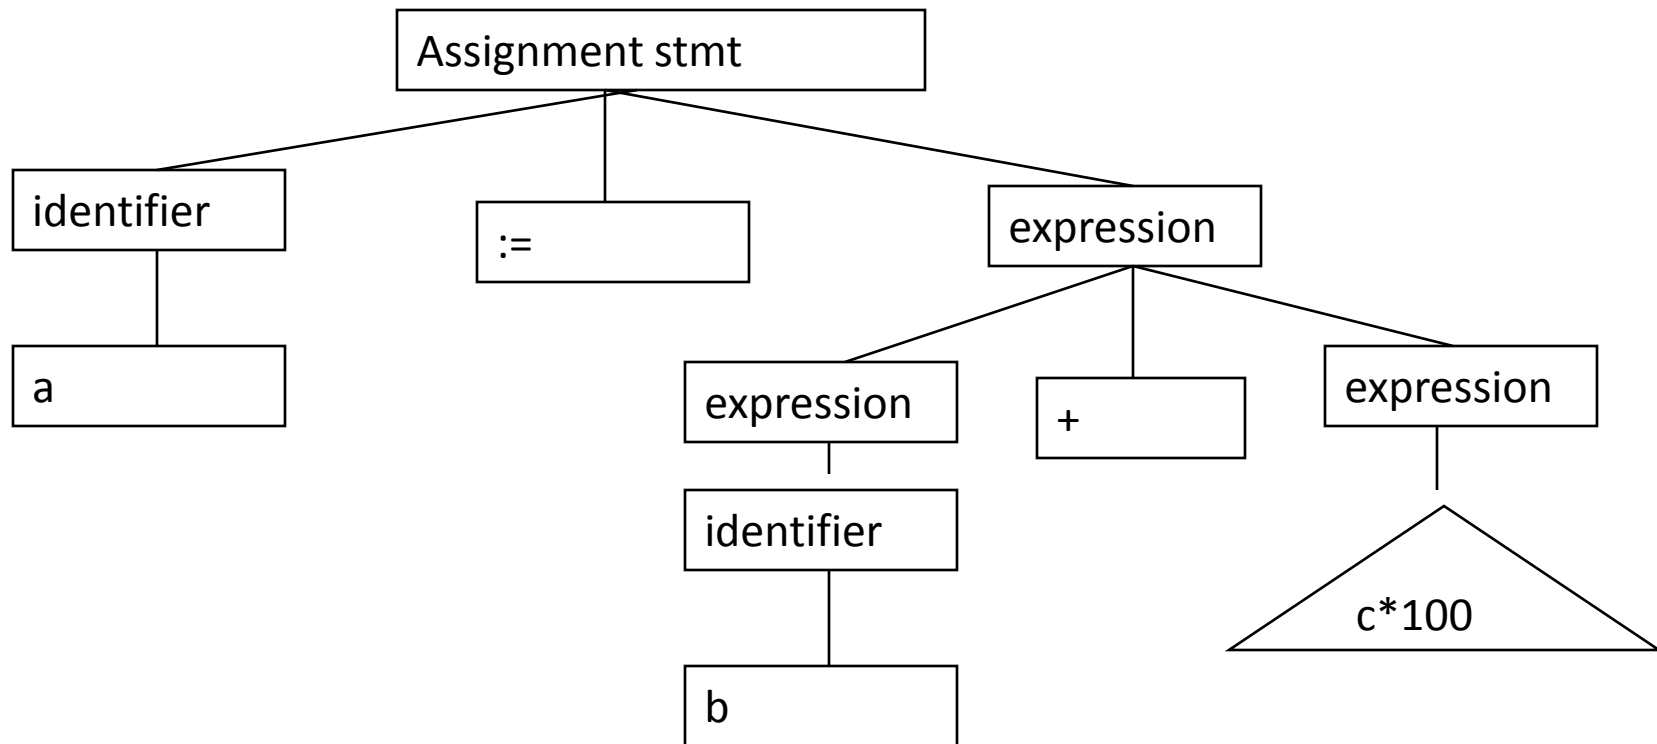 Assignment stmt
identifier
:=
expression
a
expression
+
expression
identifier
c*100
b